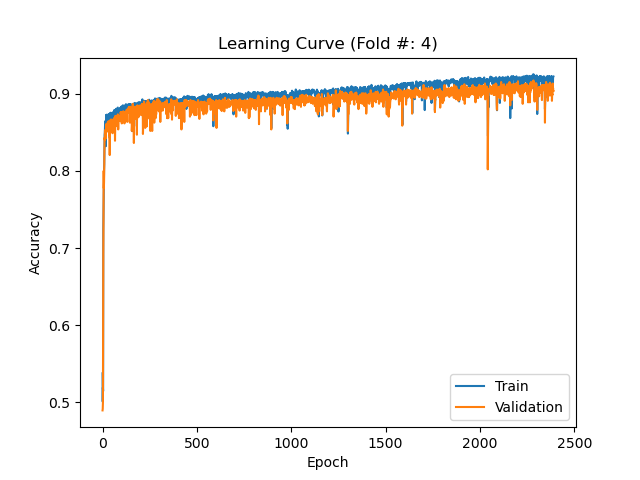 Learning Curve (Fold #: 4)
Accuracy
0.9
0.8
0.7
0.6
0.5
0
500
1000
1500
2000
2500
Epoch
Train
Validation